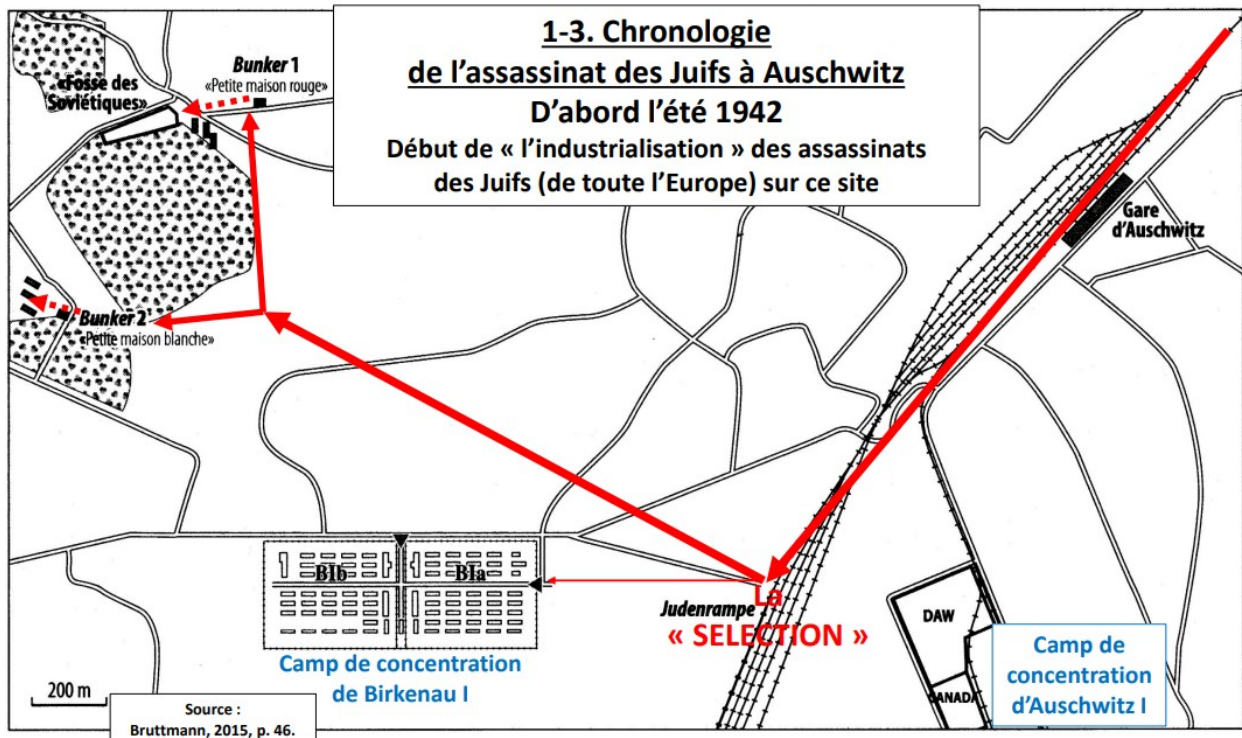 1-3. Chronologie
de l’assassinat des Juifs à Auschwitz
D’abord l’été 1942
Début de « l’industrialisation » des assassinats
des Juifs (de toute l’Europe) sur ce site
Bunker 1
«Petite maison rouge»
«Fosse des
Soviétiques»
Gare
d’Auschwitz
Bunker 2
«Petite maison blanche»
BIb
BIa
Judenrampe
La
« SELECTION »
DAW
CANADA
Camp de concentration
de Birkenau I
Camp de
concentration
d’Auschwitz I
200 m
Source :
Bruttmann, 2015, p. 46.